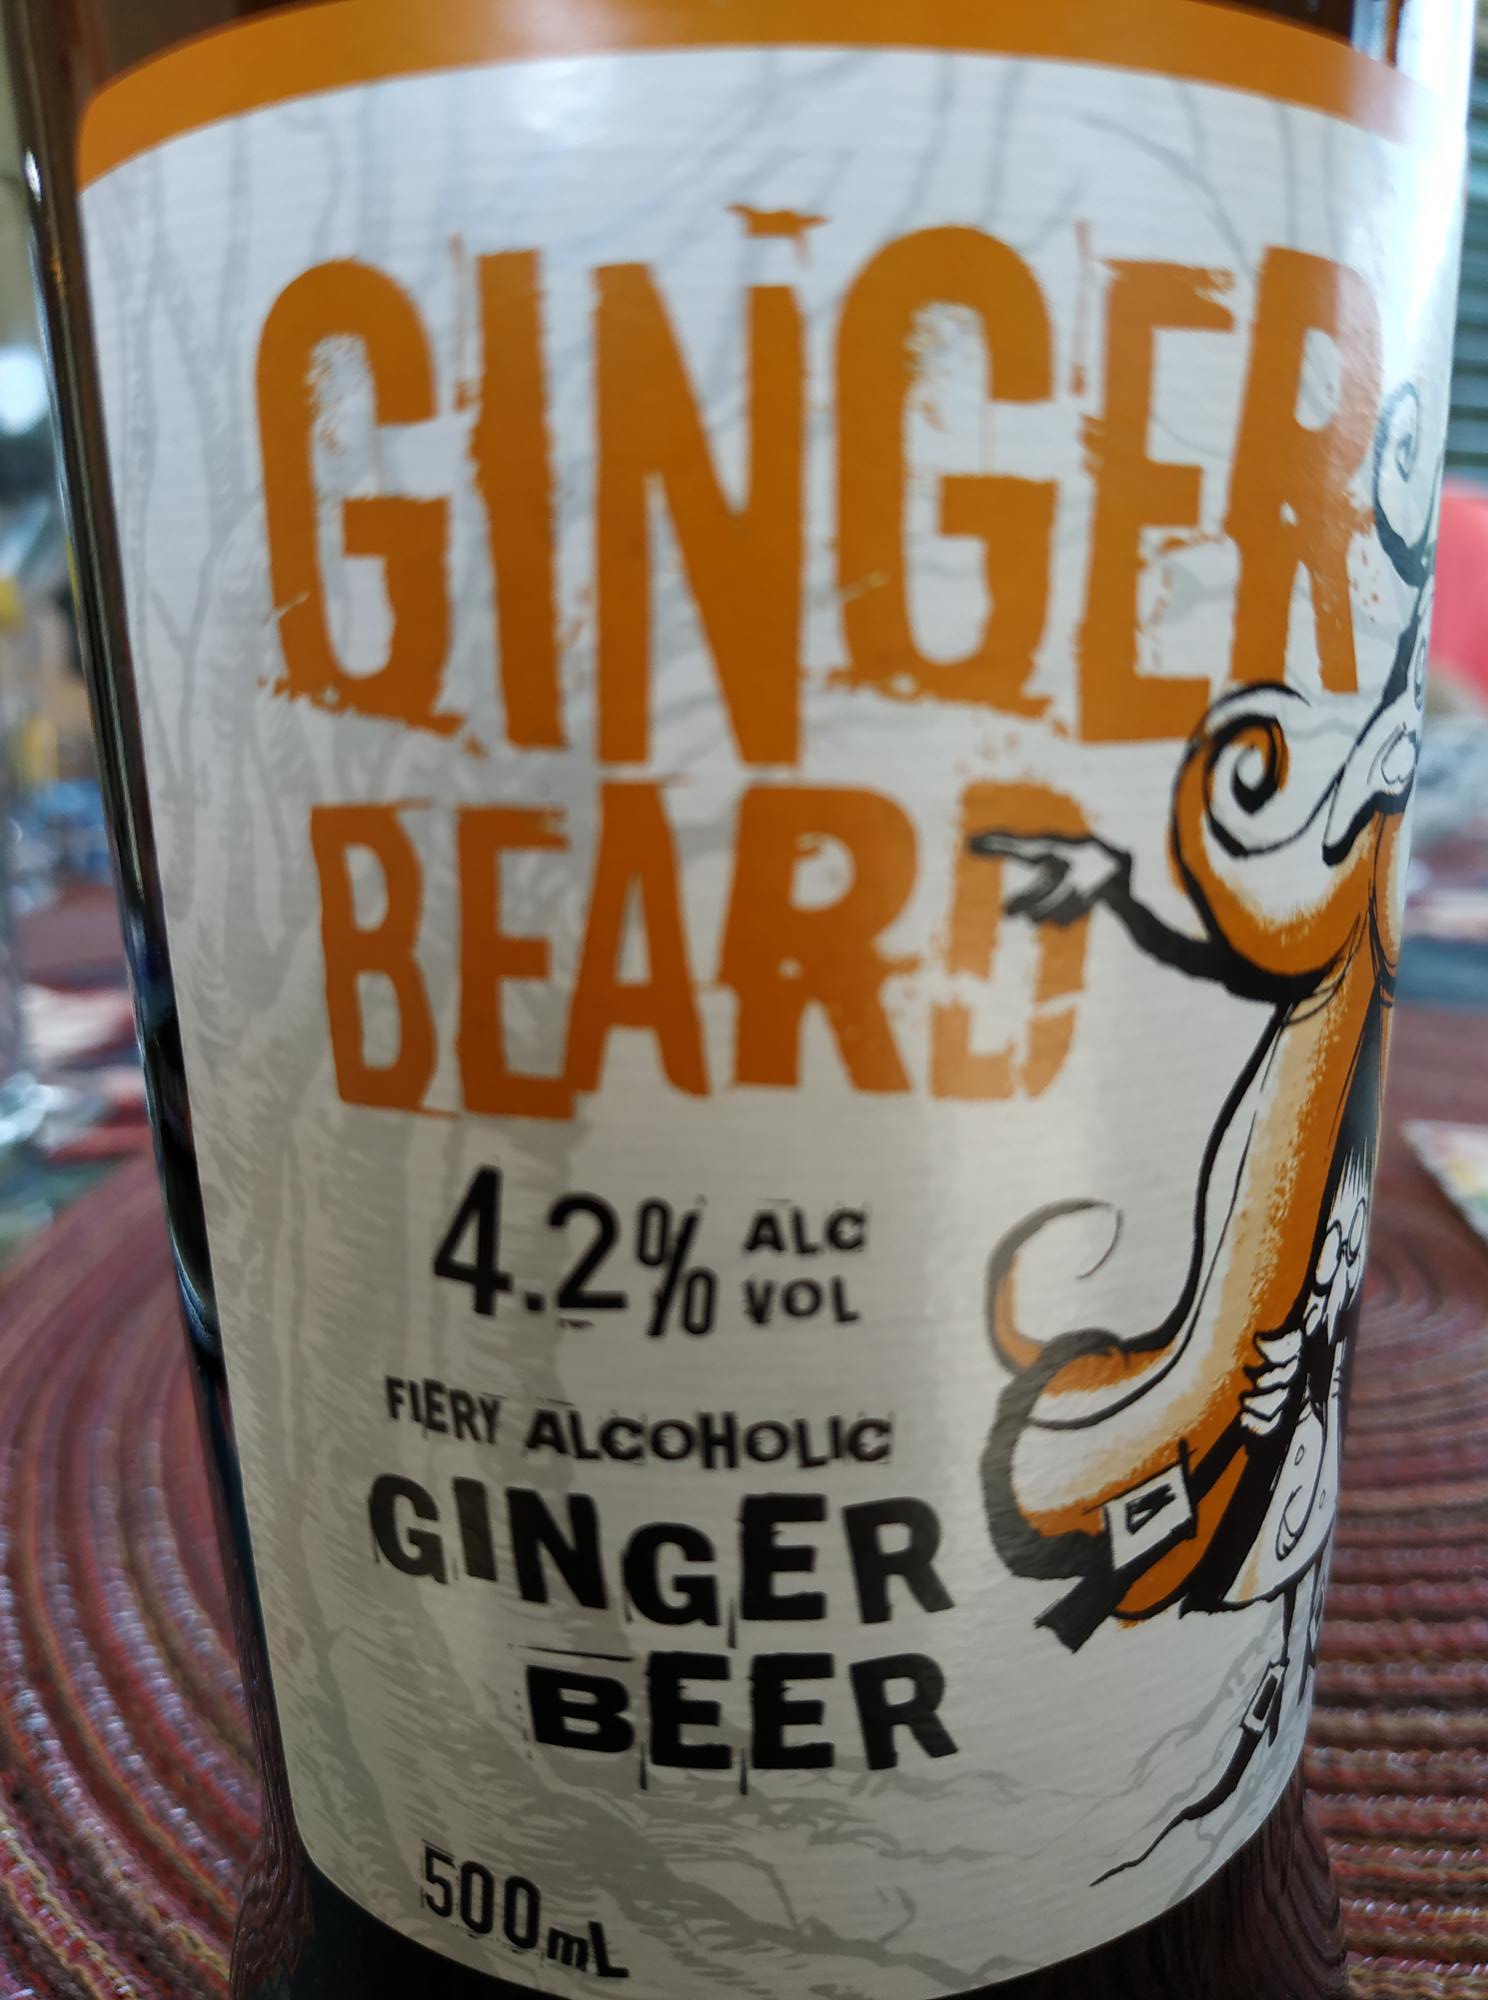 GINGER
BEARD
4.2% ALC
VOL
FIERY ALCOHOLIC
GINGER
BEER
500mL